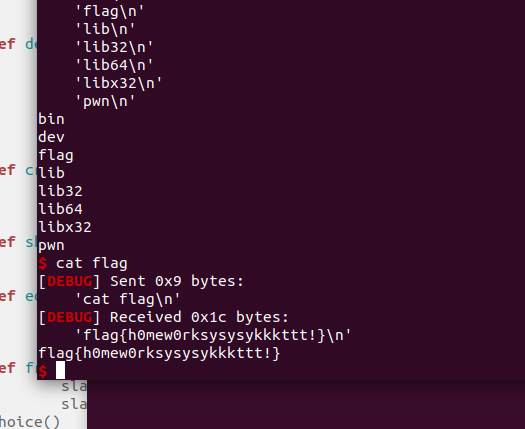 'flag\n'
'lib\n'
'lib32\n'
'lib64\n'
'libx32\n'
'pwn\n'
bin
dev
flag
lib
lib32
lib64
libx32
pwn
$ cat flag
[DEBUG] Sent 0x9 bytes:
'cat flag\n'
[DEBUG] Received 0x1c bytes:
'flag{h0mew0rksysysykkkttt!}\n'
flag{h0mew0rksysysykkkttt!}
$
ef de
ef c
ef s
ef e
ef f
sla
sla
hoice()